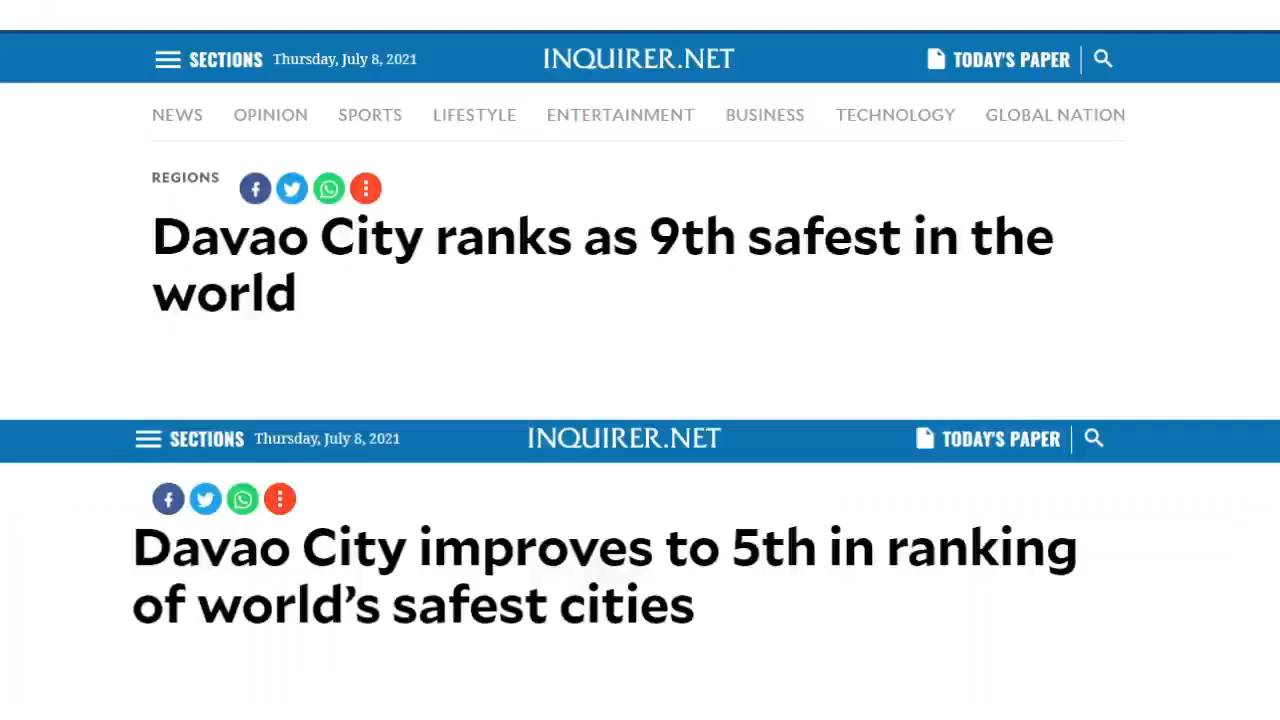 SECTIONS Thursday, July 8, 2021 INQUIRER.NET TODAY'S PAPER
NEWS OPINION SPORTS LIFESTYLE ENTERTAINMENT BUSINESS TECHNOLOGY GLOBAL NATION
REGIONS
Davao City ranks as 9th safest in the
world
SECTIONS Thursday, July 8, 2021 INQUIRER.NET TODAY'S PAPER
Davao City improves to 5th in ranking
of world’s safest cities